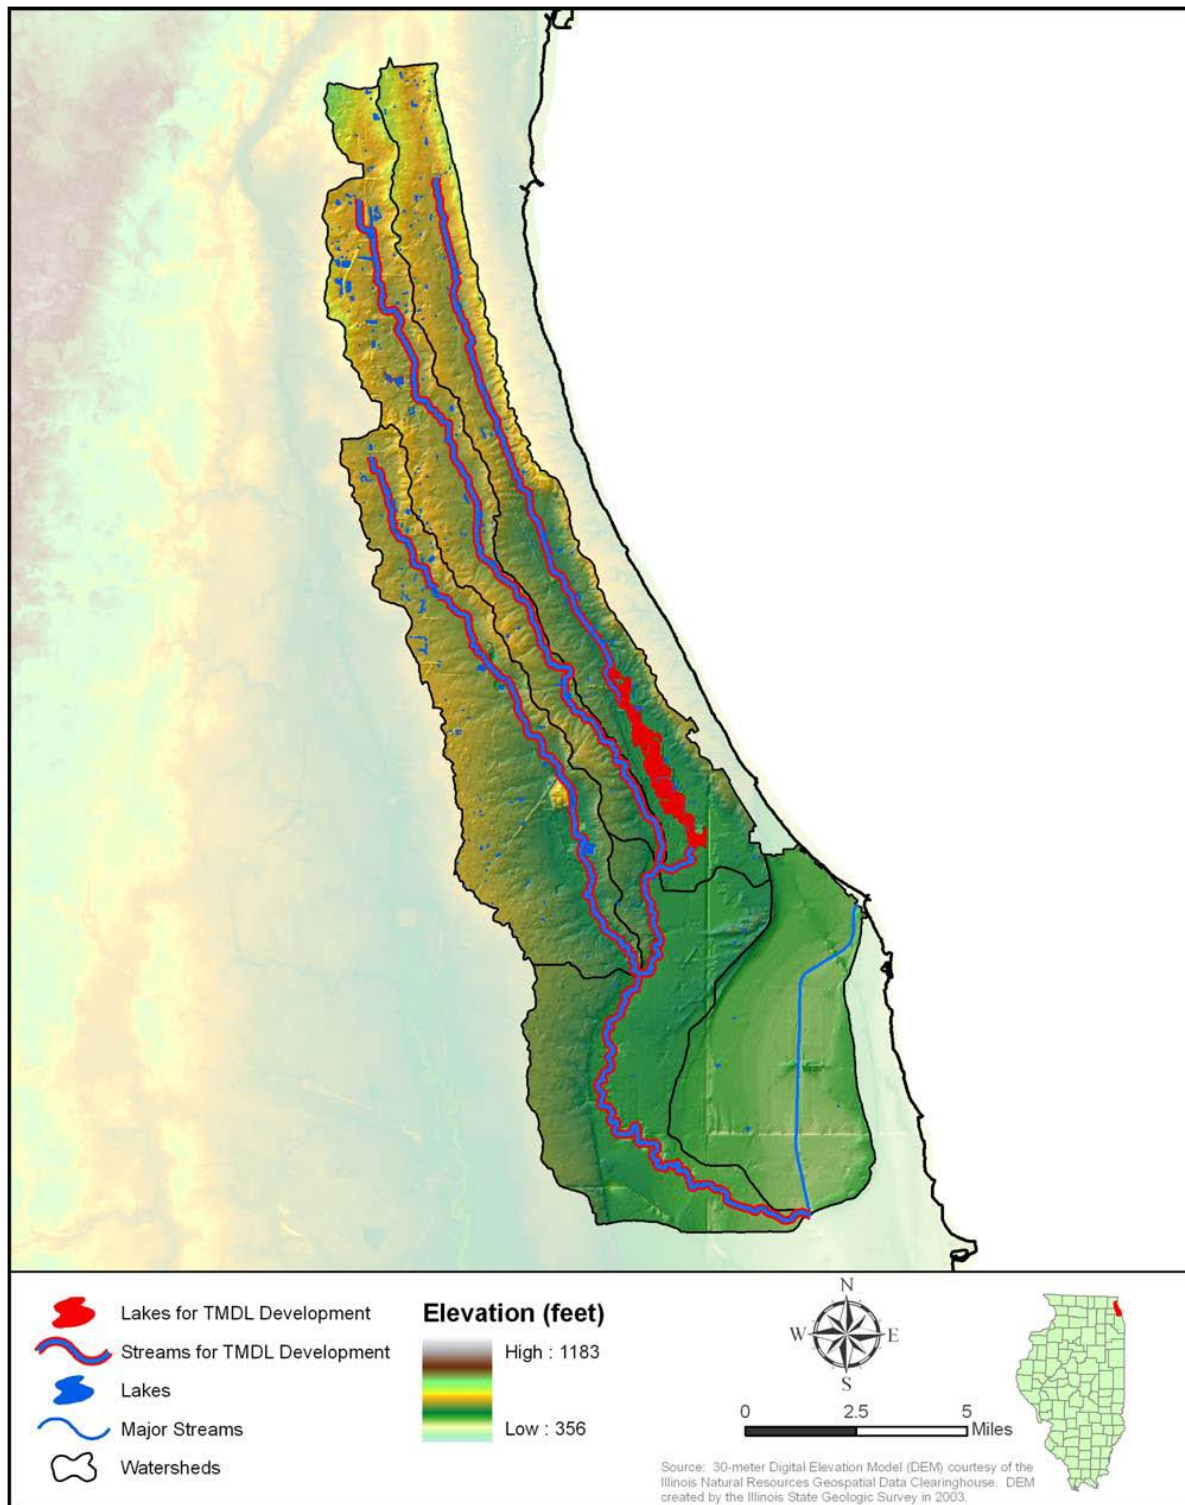 Lakes for TMDL Development
Streams for TMDL Development
Lakes
Major Streams
Watersheds
Elevation (feet)
High : 1183
Low : 356
N
W E
S
0 2.5 5
Miles
Source: 30-meter Digital Elevation Model (DEM) courtesy of the
Illinois Natural Resources Geospatial Data Clearinghouse. DEM
created by the Illinois State Geologic Survey in 2003.